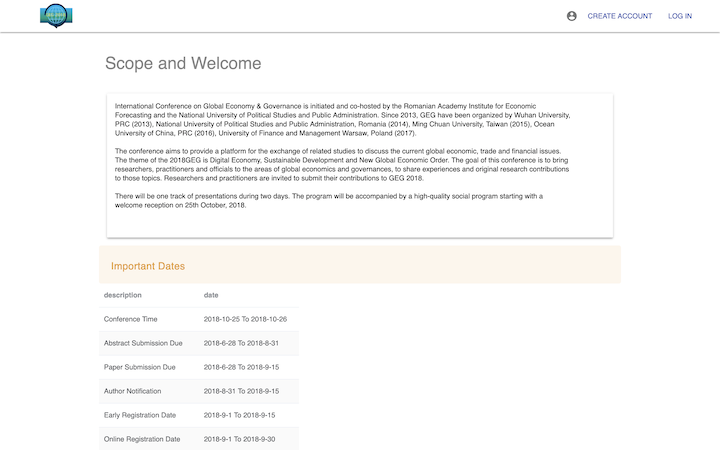 CREATE ACCOUNT LOG IN
Scope and Welcome
International Conference on Global Economy & Governance is initiated and co-hosted by the Romanian Academy Institute for Economic
Forecasting and the National University of Political Studies and Public Administration. Since 2013, GEG have been organized by Wuhan University,
PRC (2013), National University of Political Studies and Public Administration, Romania (2014), Ming Chuan University, Taiwan (2015), Ocean
University of China, PRC (2016), University of Finance and Management Warsaw, Poland (2017).
The conference aims to provide a platform for the exchange of related studies to discuss the current global economic, trade and financial issues.
The theme of the 2018GEG is Digital Economy, Sustainable Development and New Global Economic Order. The goal of this conference is to bring
researchers, practitioners and officials to the areas of global economics and governances, to share experiences and original research contributions
to those topics. Researchers and practitioners are invited to submit their contributions to GEG 2018.
There will be one track of presentations during two days. The program will be accompanied by a high-quality social program starting with a
welcome reception on 25th October, 2018.
Important Dates
description date
Conference Time 2018-10-25 To 2018-10-26
Abstract Submission Due 2018-6-28 To 2018-8-31
Paper Submission Due 2018-6-28 To 2018-9-15
Author Notification 2018-8-31 To 2018-9-15
Early Registration Date 2018-9-1 To 2018-9-15
Online Registration Date 2018-9-1 To 2018-9-30